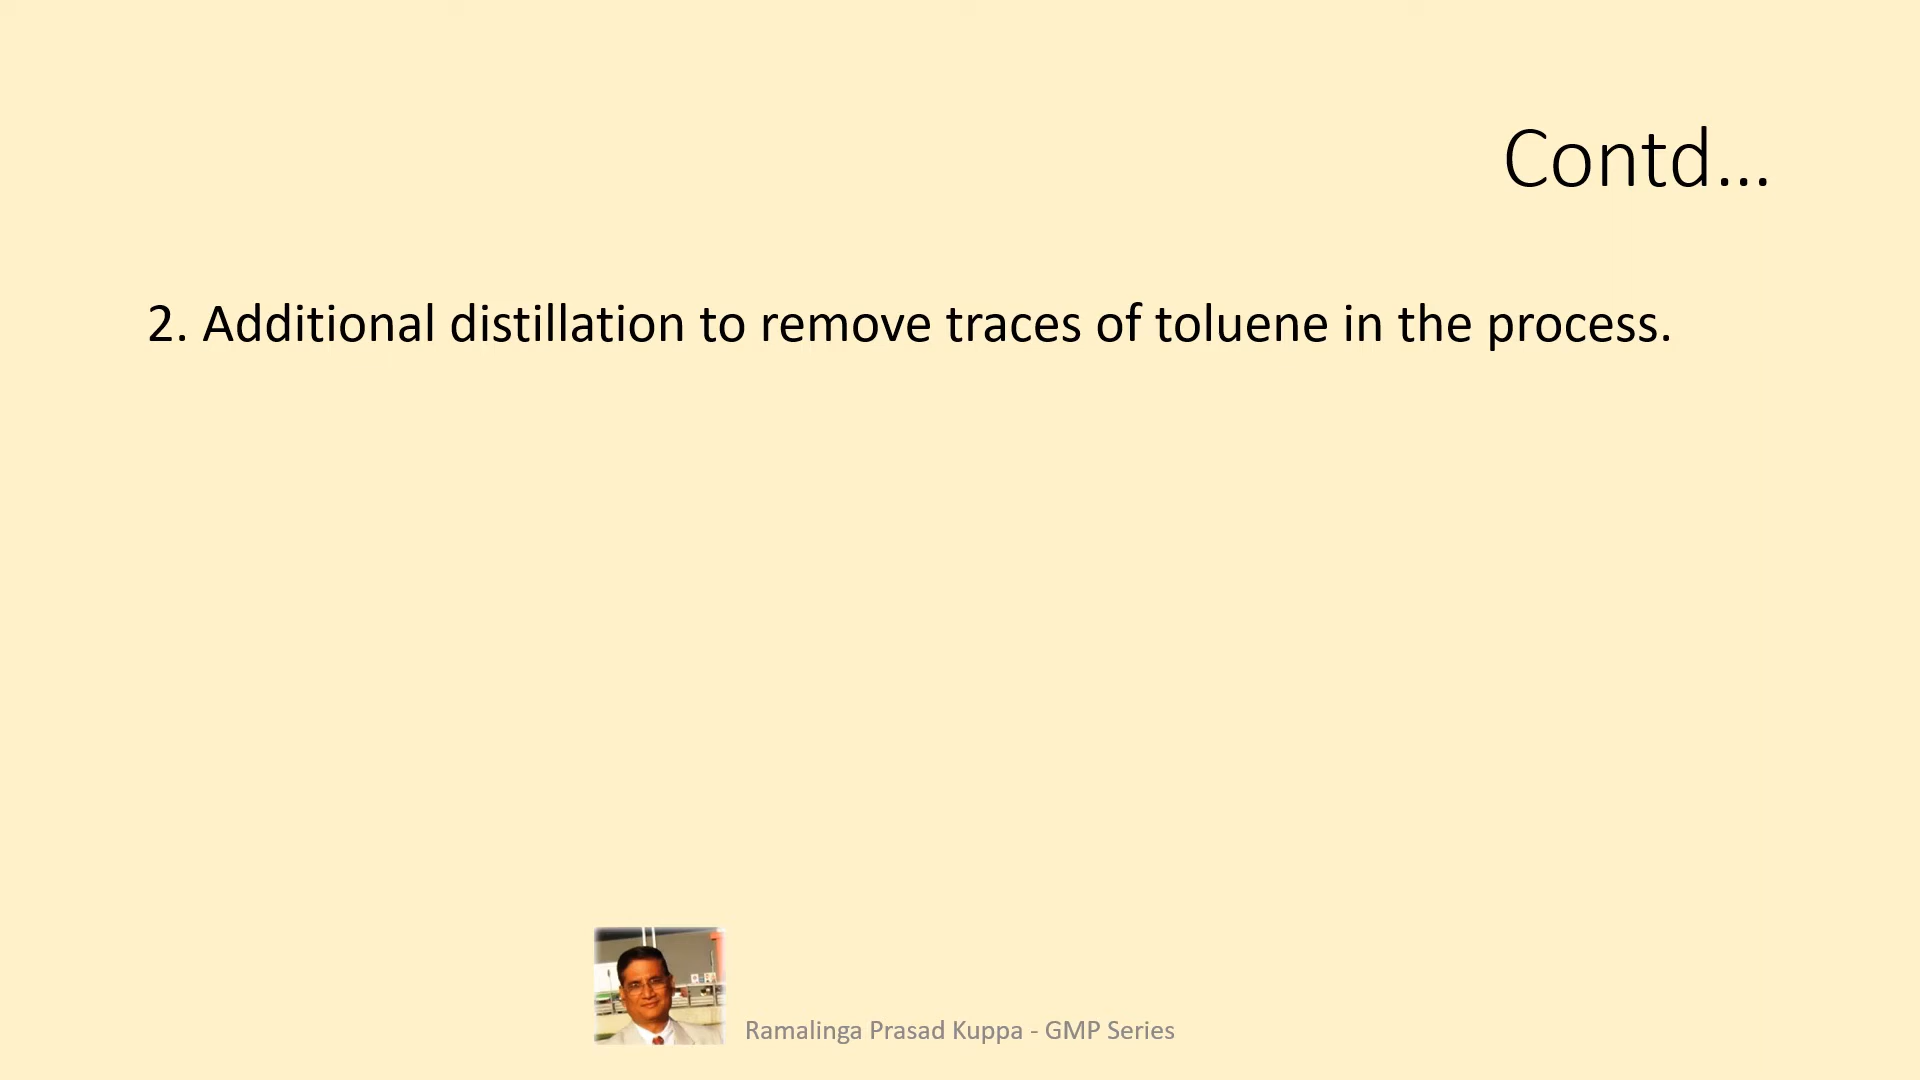 Contd...
2. Additional distillation to remove traces of toluene in the process.
Ramalinga Prasad Kuppa - GMP Series